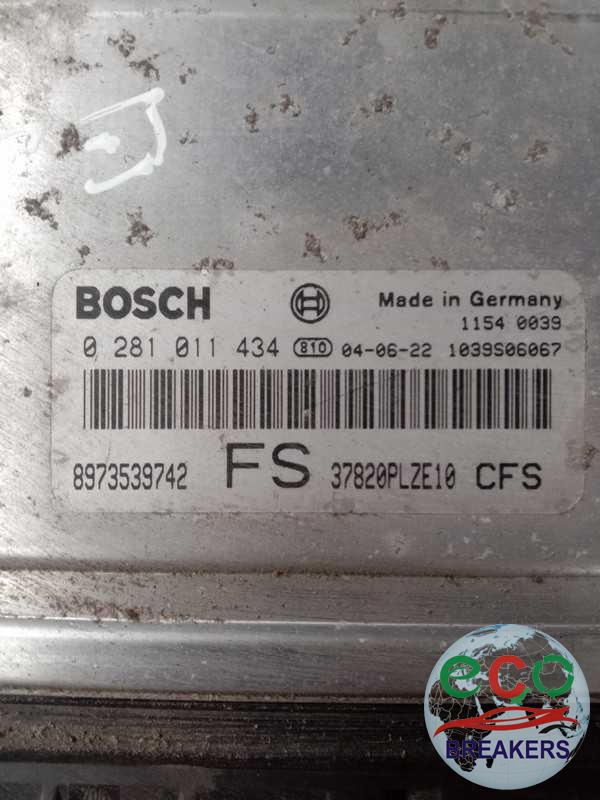 BOSCH Made in Germany
1154 0039
0 281 011 434 810 04-06-22 1039S06067
8973539742 FS 37820PLZE10 CFS
eco
BREAKERS